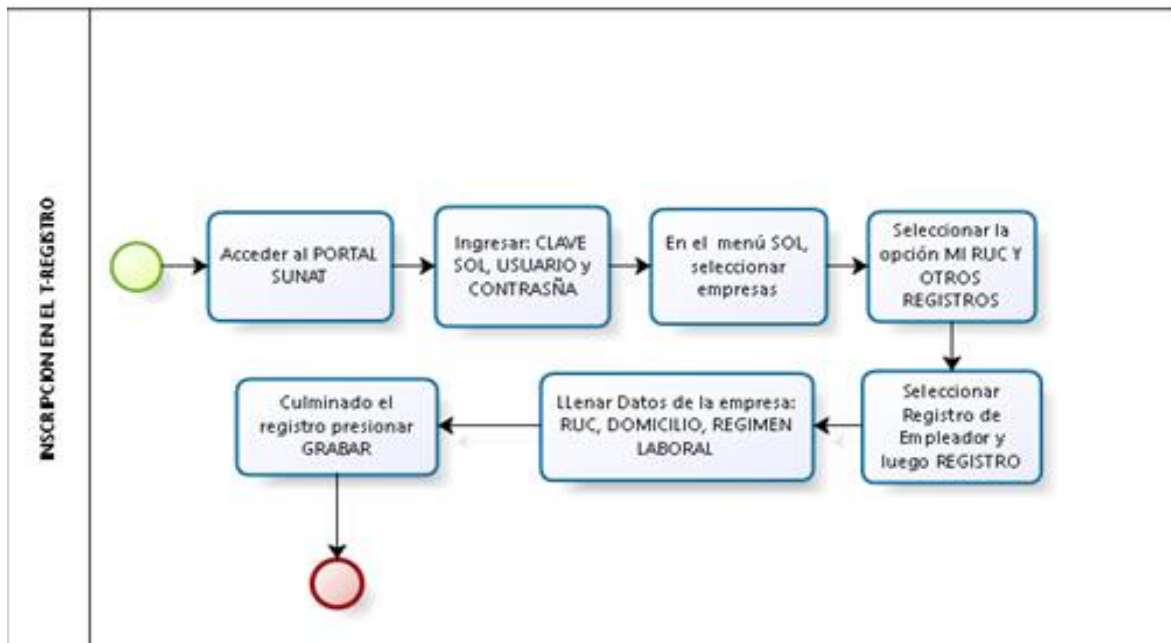 INSCRIPCION EN EL T-REGISTRO
Acceder al PORTAL
SUNAT
Ingresar: CLAVE
SOL, USUARIO y
CONTRASÑA
En el menú SOL,
seleccionar
empresas
Seleccionar la
opción MI RUC Y
OTROS
REGISTROS
Seleccionar
Registro de
Empleador y
luego REGISTRO
LLenar Datos de la empresa:
RUC, DOMICILIO, REGIMEN
LABORAL
Culminado el
registro presionar
GRABAR